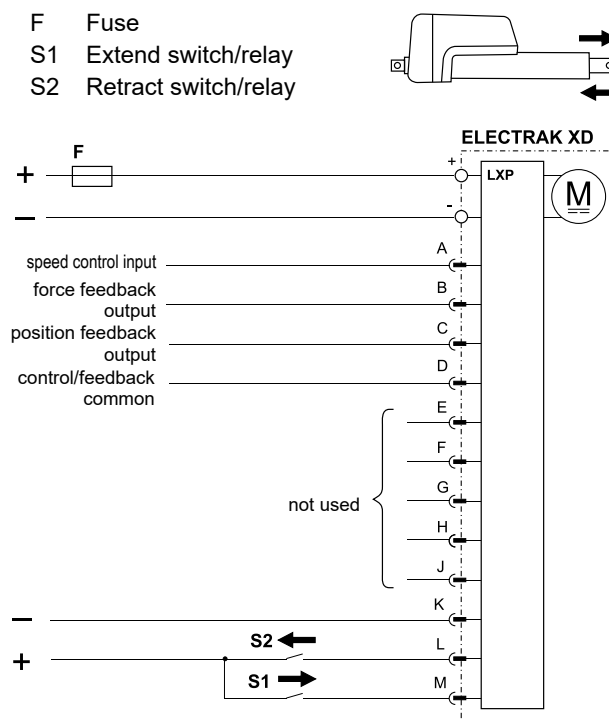 F Fuse
S1 Extend switch/relay
S2 Retract switch/relay
ELECTRAK XD
F
+
+
LXP
M
−
-
speed control input
A
force feedback
output
B
position feedback
output
C
control/feedback
common
D
E
F
G
not used
H
J
K
−
S2
L
+
S1
M